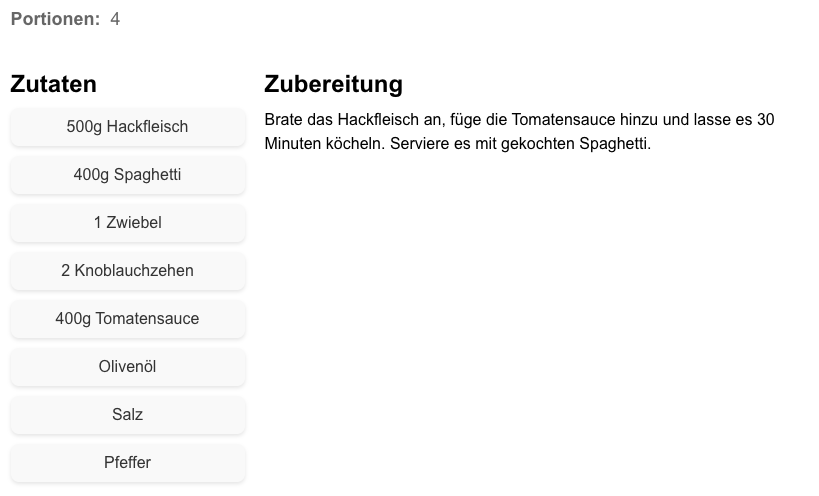 Portionen: 4
Zutaten
500g Hackfleisch
400g Spaghetti
1 Zwiebel
2 Knoblauchzehen
400g Tomatensauce
Olivenöl
Salz
Pfeffer
Zubereitung
Brate das Hackfleisch an, füge die Tomatensauce hinzu und lasse es 30
Minuten köcheln. Serviere es mit gekochten Spaghetti.